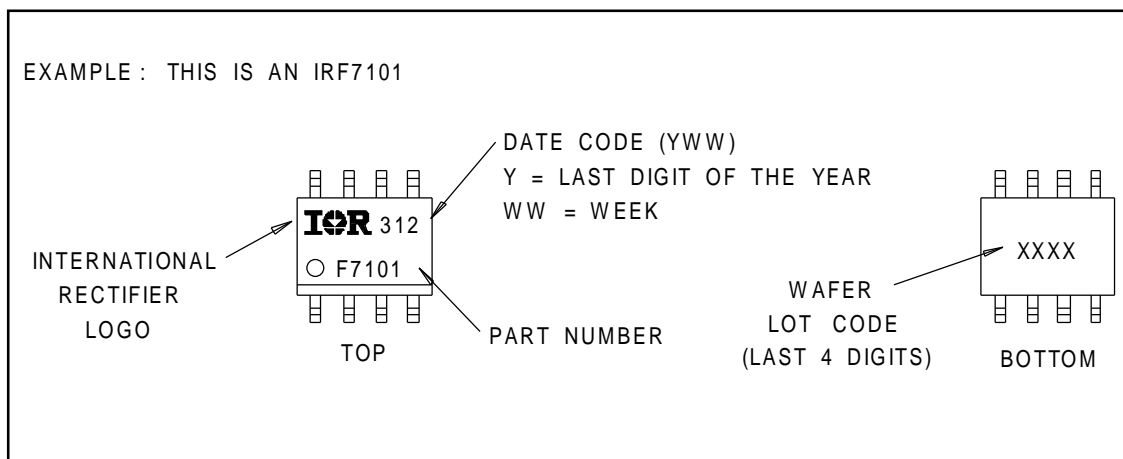 EXAMPLE : THIS IS AN IRF7101
DATE CODE (YWW)
Y = LAST DIGIT OF THE YEAR
WW = WEEK
IOR 312
F7101
INTERNATIONAL
RECTIFIER
LOGO
PART NUMBER
TOP
XXXX
WAFER
LOT CODE
(LAST 4 DIGITS)
BOTTOM